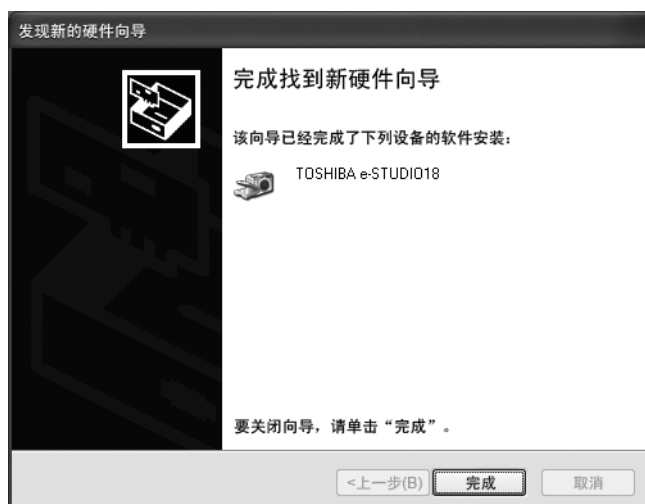 发现新的硬件向导
完成找到新硬件向导
该向导已经完成了下列设备的软件安装：
TOSHIBA e-STUDIO18
要关闭向导，请单击“完成”。
<上一步(B)
完成
取消